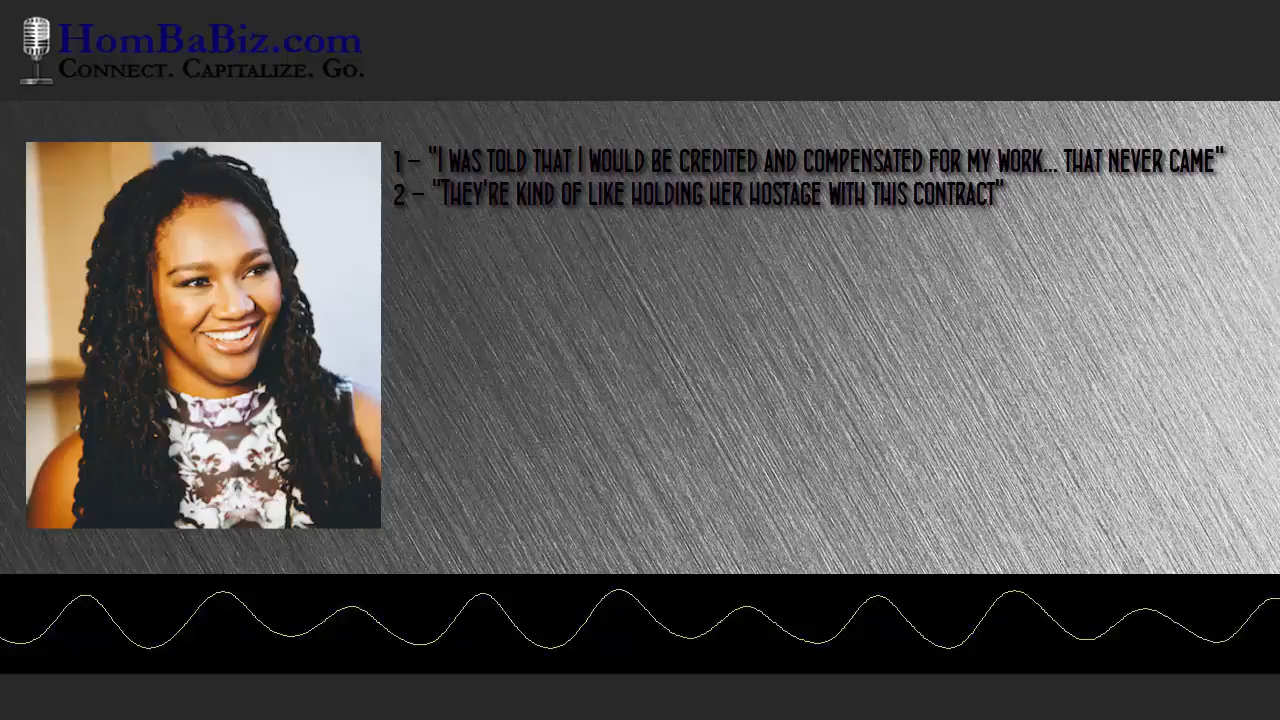 HomBaBiz.com
Connect. Capitalize. Go.
1 – "I WAS TOLD THAT I WOULD BE CREDITED AND COMPENSATED FOR MY WORK... THAT NEVER CAME"
2 – "THEY'RE KIND OF LIKE HOLDING HER HOSTAGE WITH THIS CONTRACT"